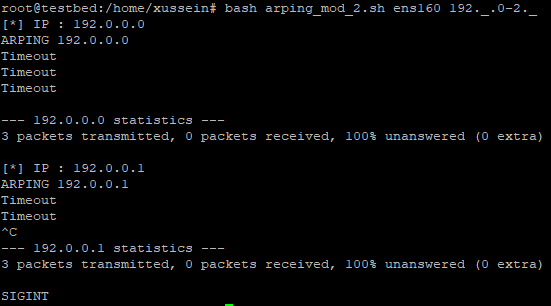 root@testbed:/home/xussein# bash arping_mod_2.sh ens160 192._.0-2._
[*] IP : 192.0.0.0
ARPING 192.0.0.0
Timeout
Timeout
Timeout
--- 192.0.0.0 statistics ---
3 packets transmitted, 0 packets received, 100% unanswered (0 extra)
[*] IP : 192.0.0.1
ARPING 192.0.0.1
Timeout
Timeout
^C
--- 192.0.0.1 statistics ---
3 packets transmitted, 0 packets received, 100% unanswered (0 extra)
SIGINT